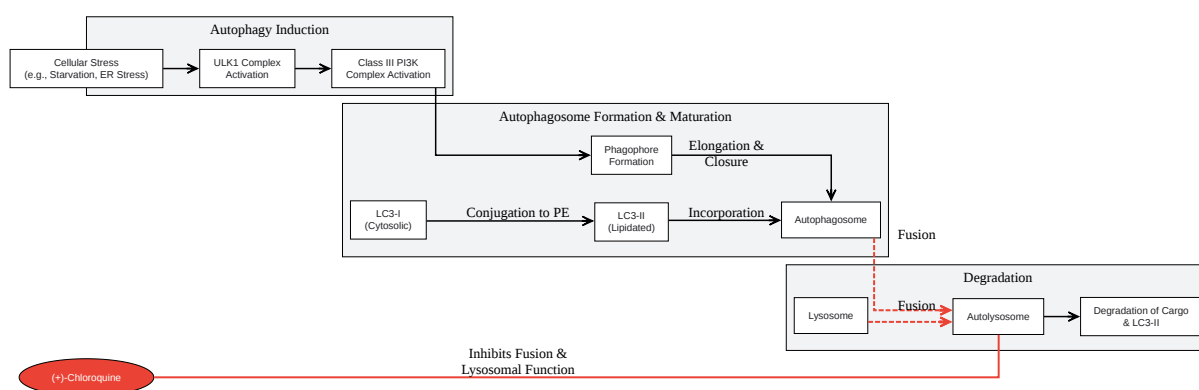 Autophagy Induction
Cellular Stress
(e.g., Starvation, ER Stress)
ULK1 Complex
Activation
Class III PI3K
Complex Activation
Autophagosome Formation & Maturation
Phagophore
Formation
Elongation &
Closure
LC3-I
(Cytosolic)
Conjugation to PE
LC3-II
(Lipidated)
Incorporation
Autophagosome
Fusion
Degradation
Lysosome
Fusion
Autolysosome
Degradation of Cargo
& LC3-II
Inhibits Fusion &
Lysosomal Function
(+)-Chloroquine